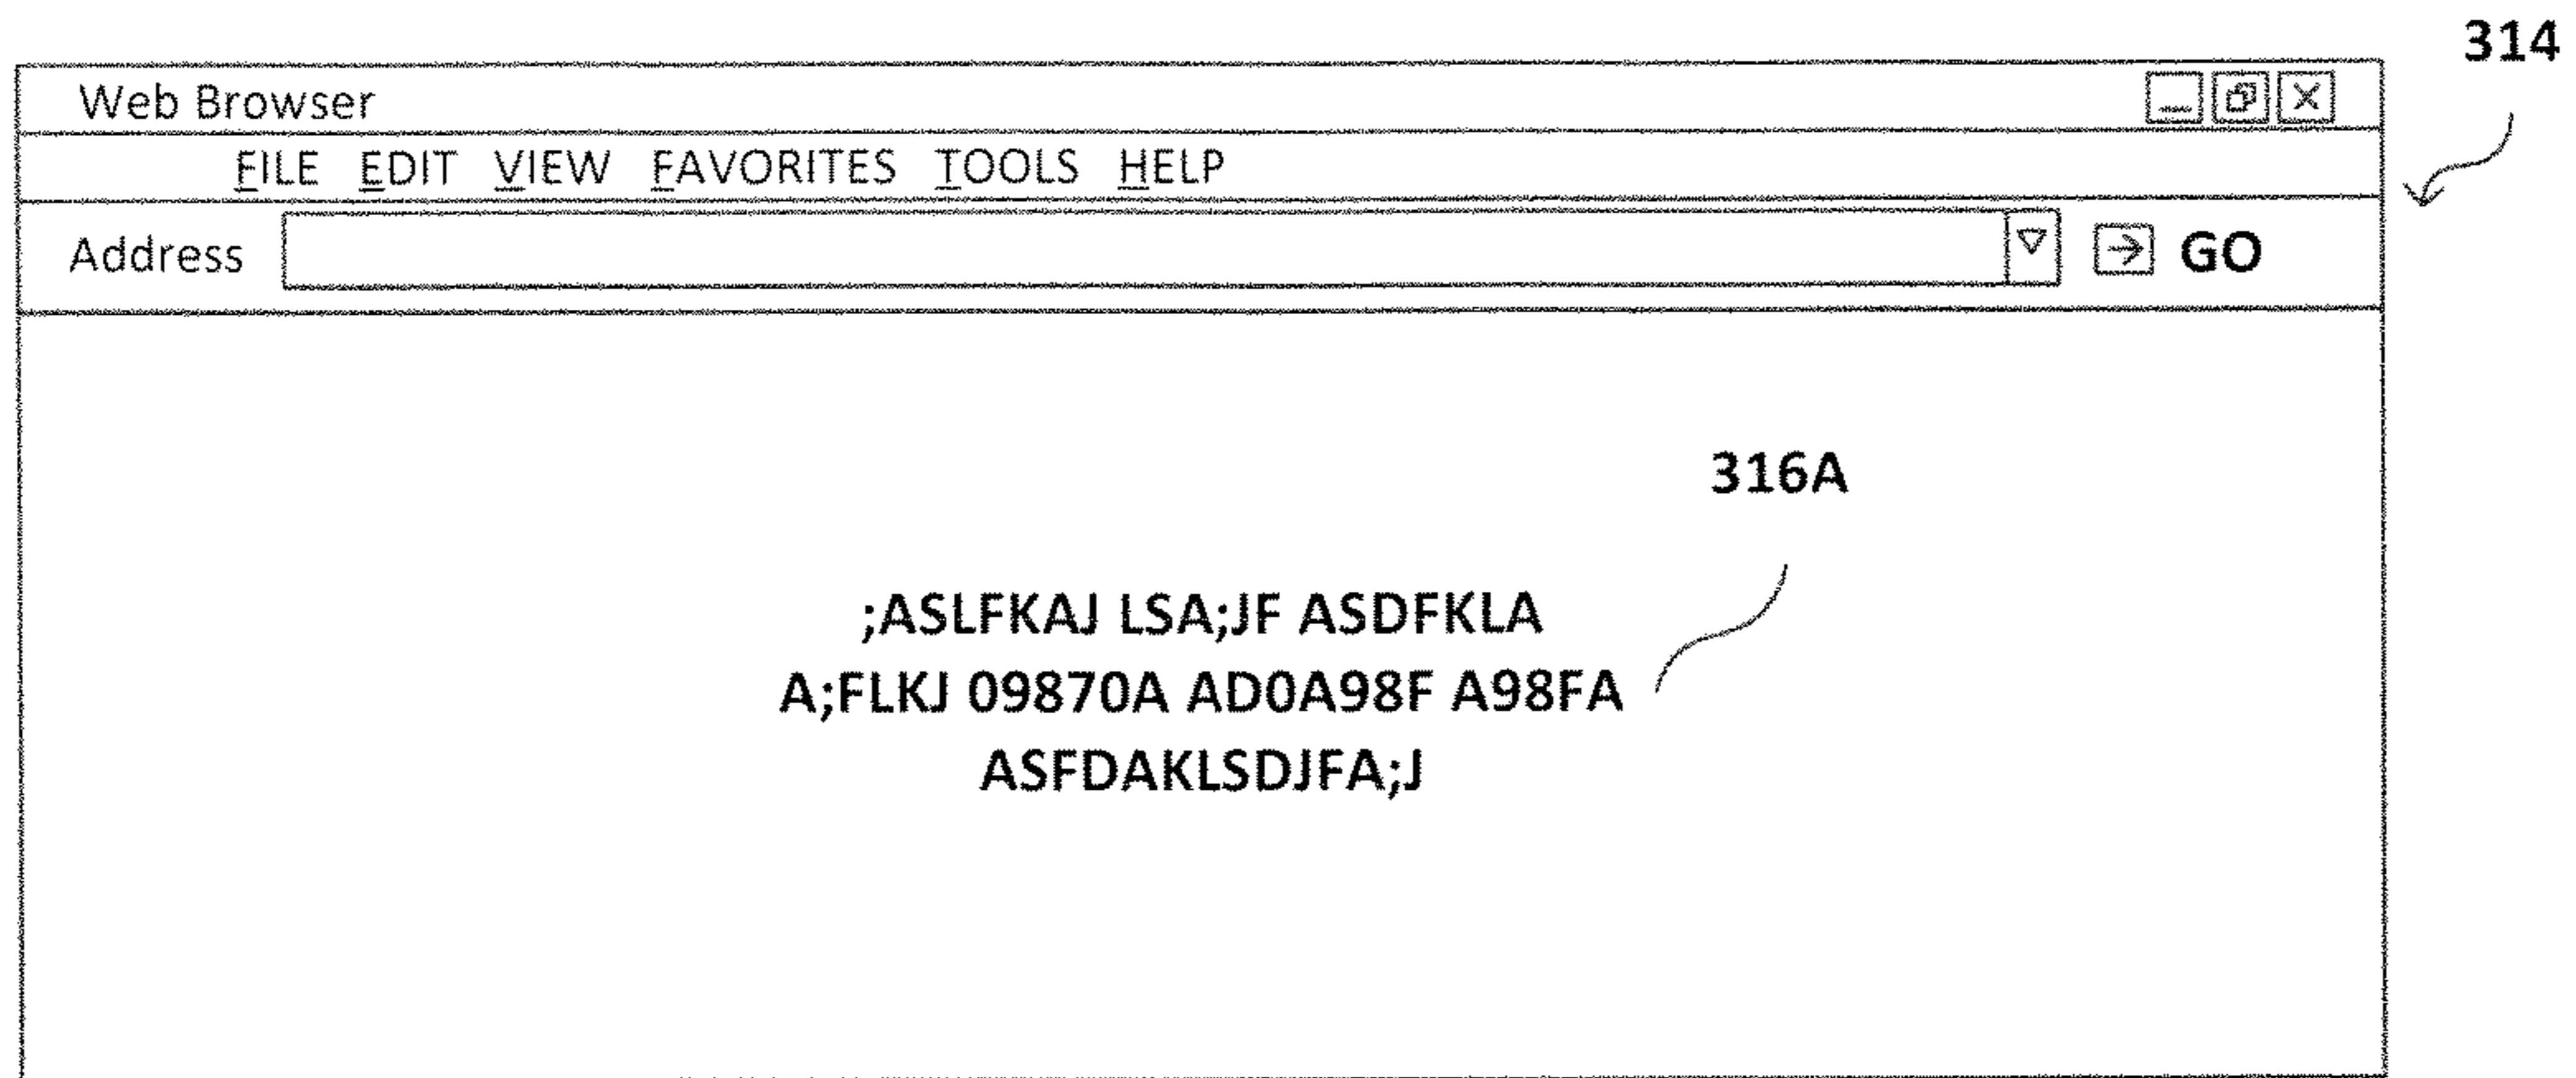 314
Web Browser
FILE EDIT VIEW FAVORITES TOOLS HELP
Address GO
316A
;ASLFKAJ LSA;JF ASDFKLA
A;FLKJ 09870A AD0A98F A98FA
ASFDAKLSDJFA;J